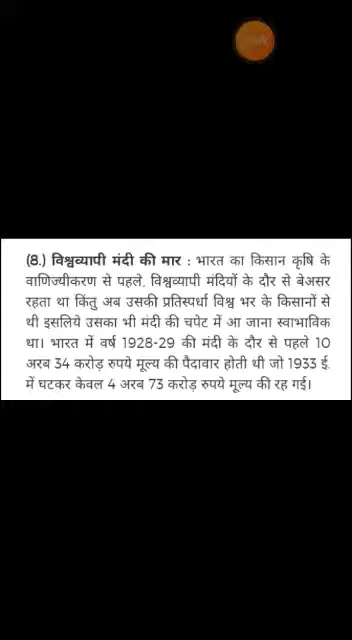 (8.) विश्वव्यापी मंदी की मार : भारत का किसान कृषि के
वाणिज्यीकरण से पहले, विश्वव्यापी मंदियों के दौर से बेअसर
रहता था किंतु अब उसकी प्रतिस्पर्धा विश्व भर के किसानों से
थी इसलिये उसका भी मंदी की चपेट में आ जाना स्वाभाविक
था। भारत में वर्ष 1928-29 की मंदी के दौर से पहले 10
अरब 34 करोड़ रुपये मूल्य की पैदावार होती थी जो 1933 ई.
में घटकर केवल 4 अरब 73 करोड़ रुपये मूल्य की रह गई।